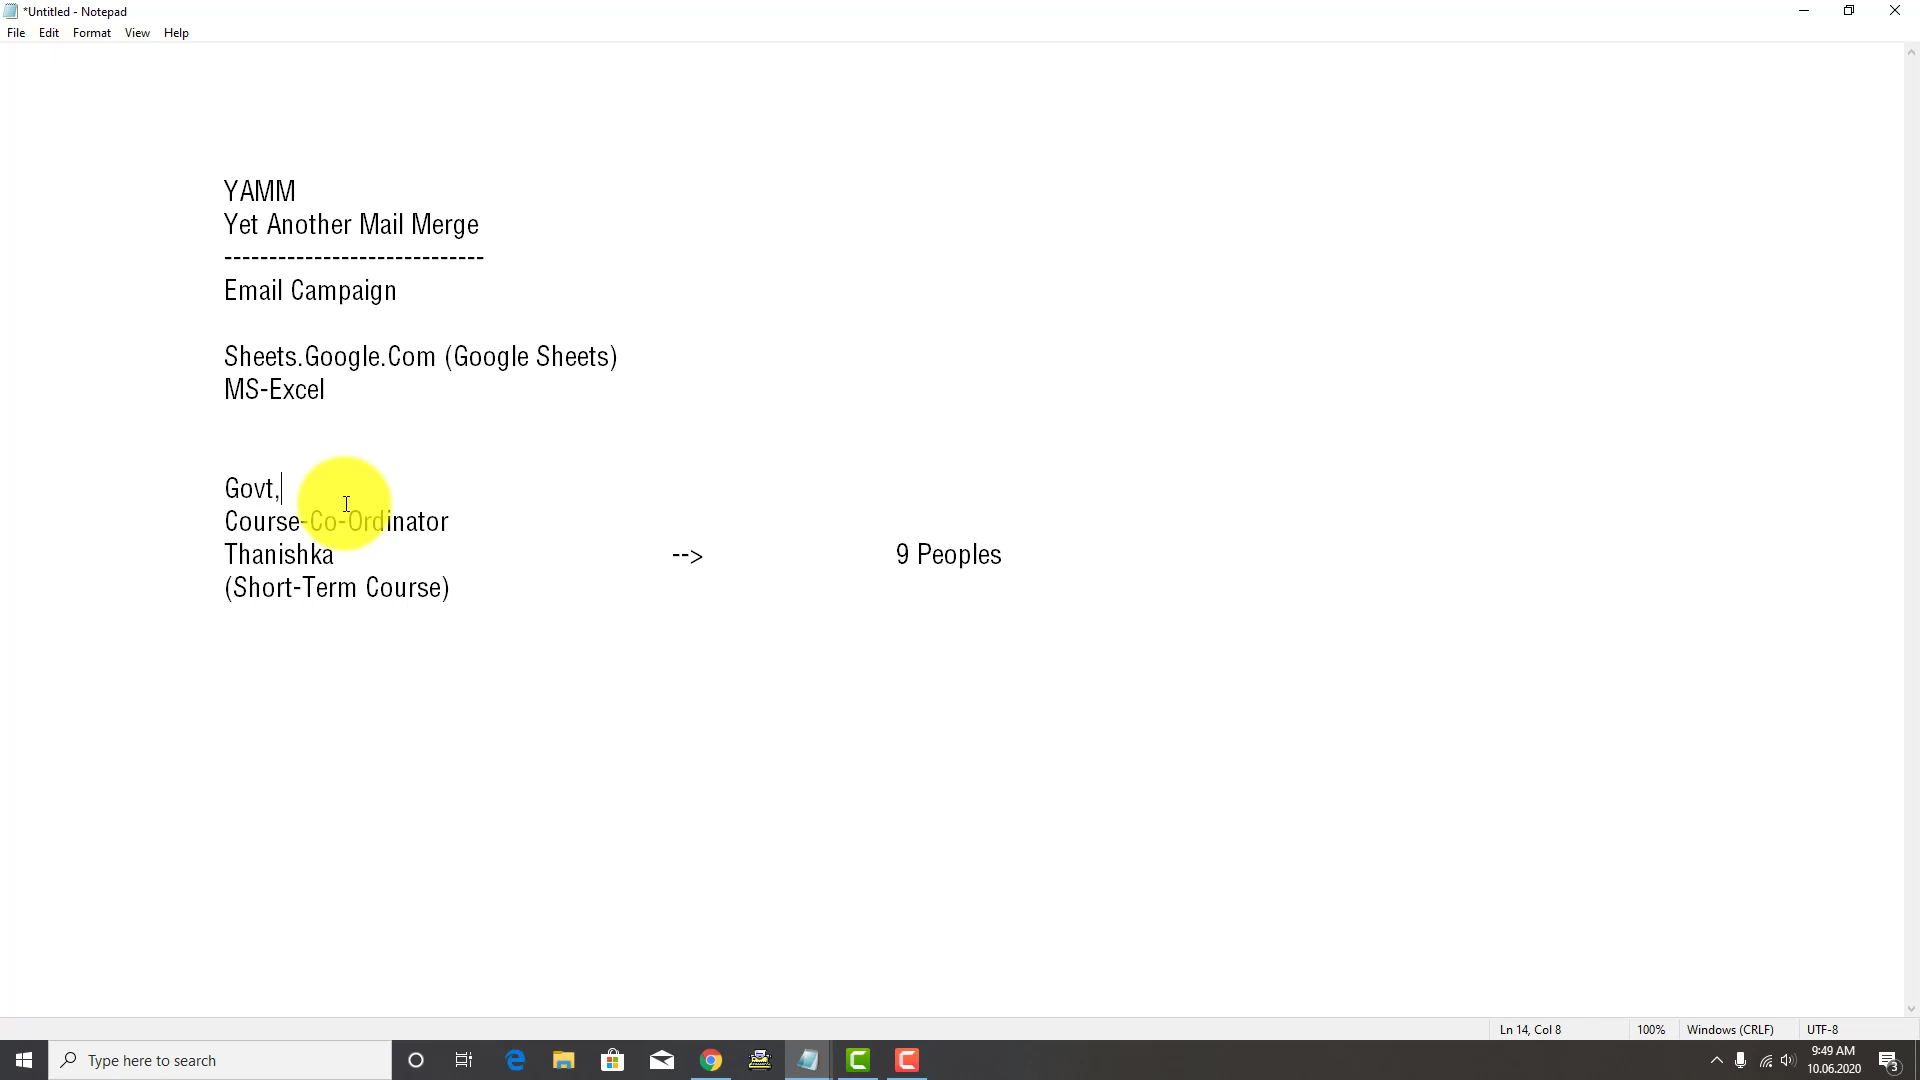 *Untitled - Notepad
File Edit Format View Help
YAMM
Yet Another Mail Merge
-----------------------------
Email Campaign
Sheets.Google.Com (Google Sheets)
MS-Excel
Govt,
Course-Co-Ordinator
Thanishka --> 9 Peoples
(Short-Term Course)
Ln 14, Col 8 100% Windows (CRLF) UTF-8
Type here to search
9:49 AM
10.06.2020
3